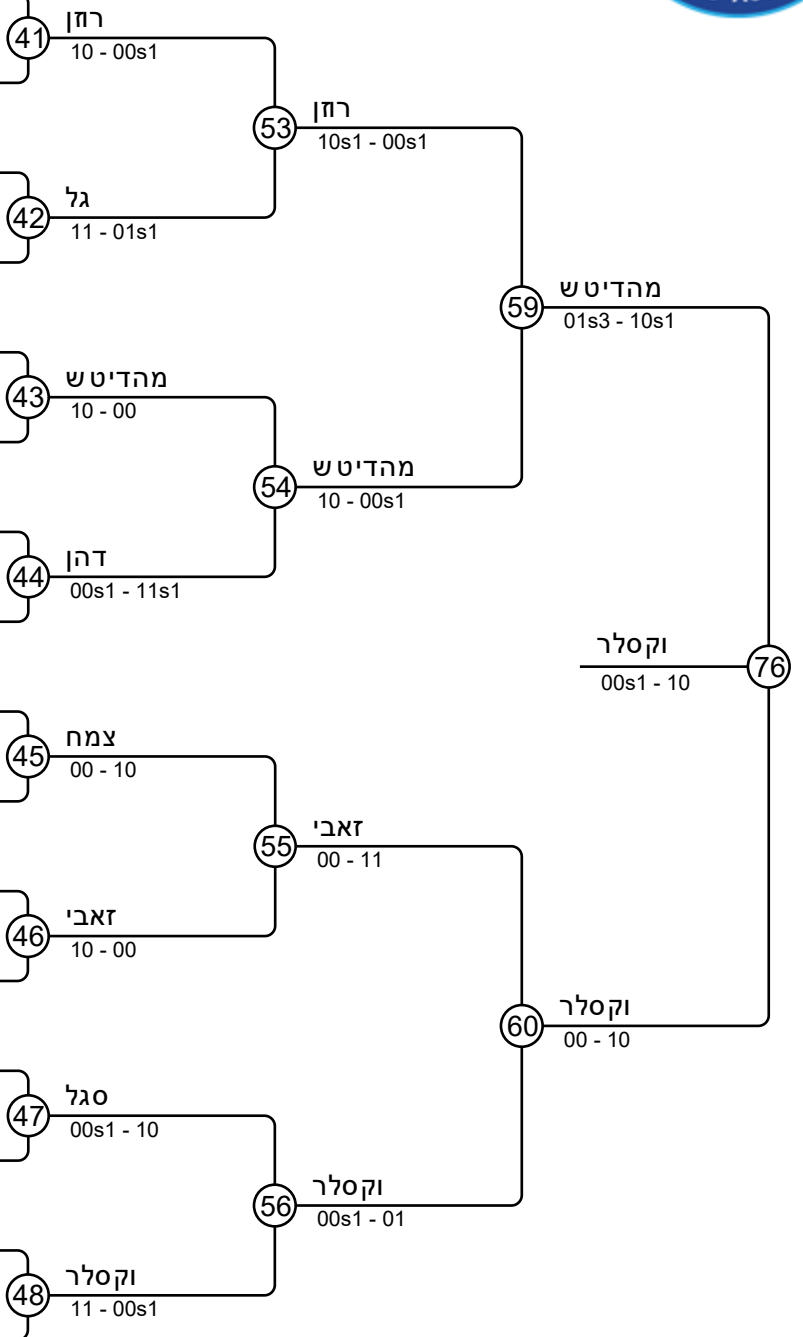 רוזן
41
10 - 00s1
רוזן
53
10s1 - 00s1
גל
42
11 - 01s1
מהדיטש
59
01s3 - 10s1
מהדיטש
43
10 - 00
מהדיטש
54
10 - 00s1
דהן
44
00s1 - 11s1
וקסלר
76
00s1 - 10
צמח
45
00 - 10
זאבי
55
00 - 11
זאבי
46
10 - 00
וקסלר
60
00 - 10
סגל
47
00s1 - 10
וקסלר
56
00s1 - 01
וקסלר
48
11 - 00s1